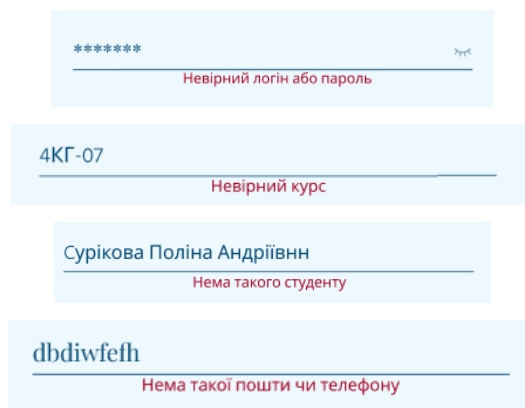 *******
Невірний логін або пароль
4КГ-07
Невірний курс
Сурікова Поліна Андріївнн
Нема такого студенту
dbdiwfefh
Нема такої пошти чи телефону